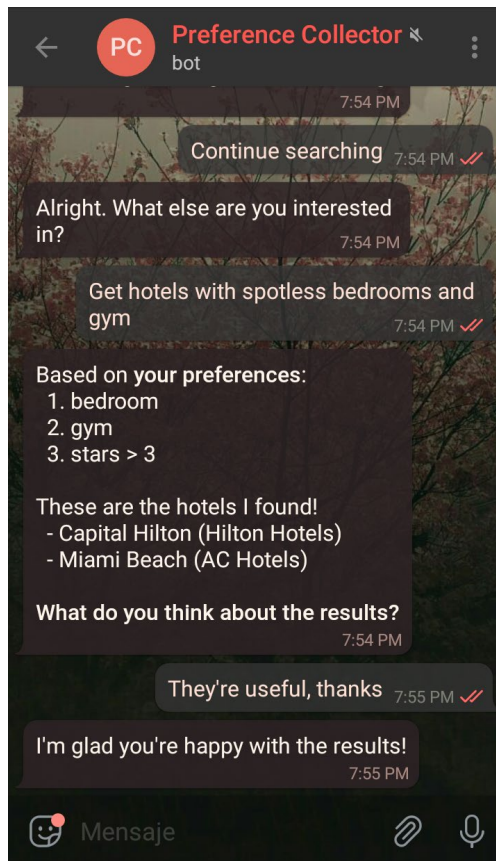 PC
Preference Collector
bot
7:54 PM
Continue searching 7:54 PM
Alright. What else are you interested
in?
7:54 PM
Get hotels with spotless bedrooms and
gym
7:54 PM
Based on your preferences:
1. bedroom
2. gym
3. stars > 3
These are the hotels I found!
- Capital Hilton (Hilton Hotels)
- Miami Beach (AC Hotels)
What do you think about the results?
7:54 PM
They're useful, thanks 7:55 PM
I'm glad you're happy with the results!
7:55 PM
Mensaje